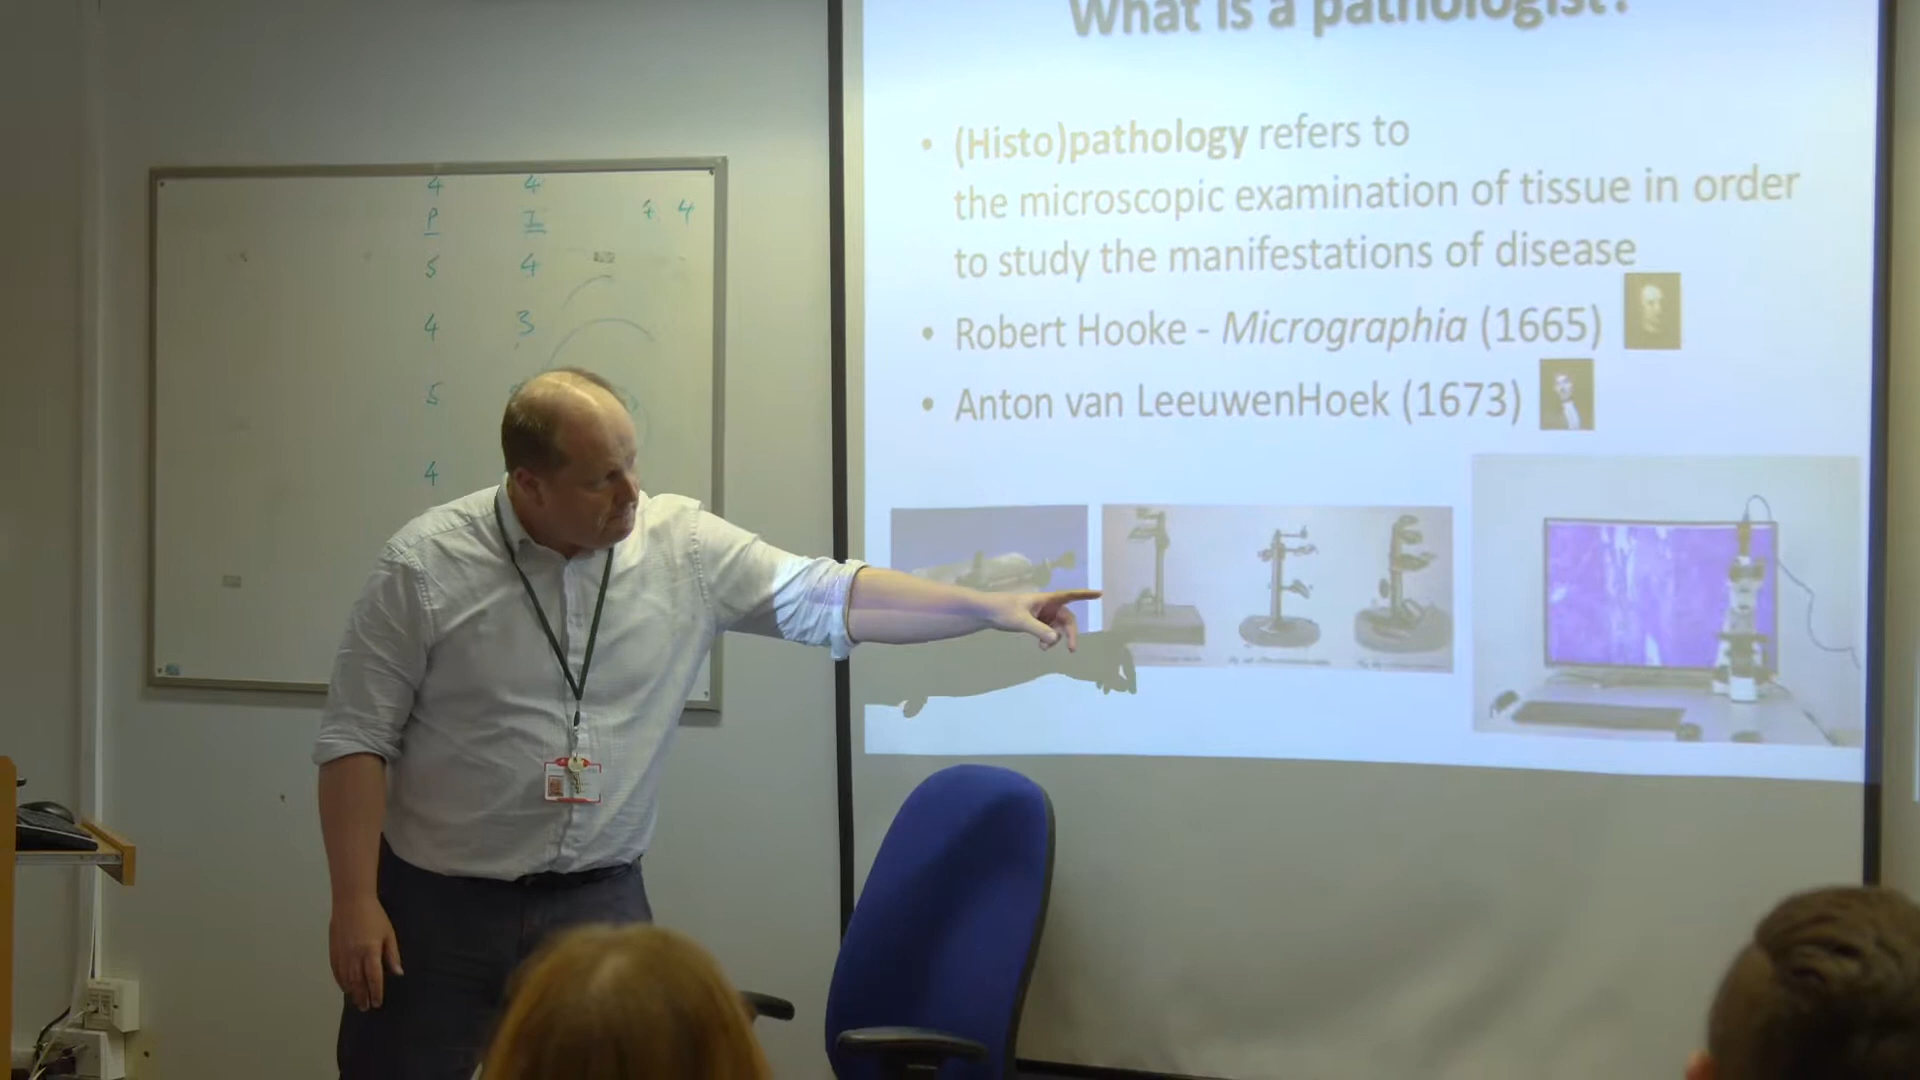 What is a pathologist?
• (Histo)pathology refers to
the microscopic examination of tissue in order
to study the manifestations of disease
• Robert Hooke - Micrographia (1665)
• Anton van LeeuwenHoek (1673)
4 4
P I 7. 4
5 4
4 3
5
4